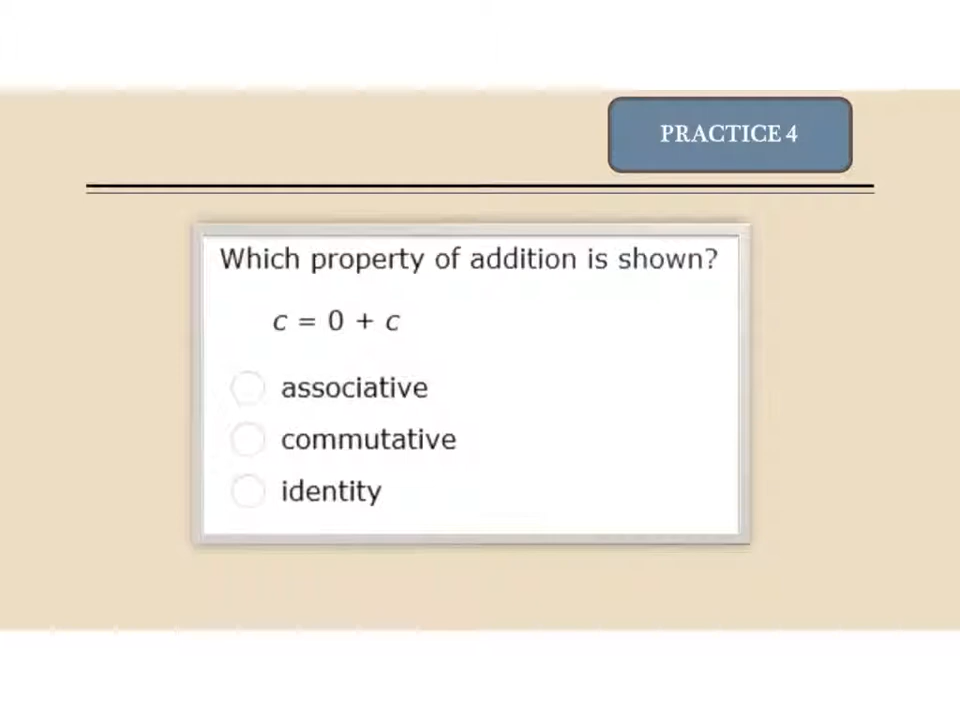 PRACTICE 4
Which property of addition is shown?
c = 0 + c
associative
commutative
identity